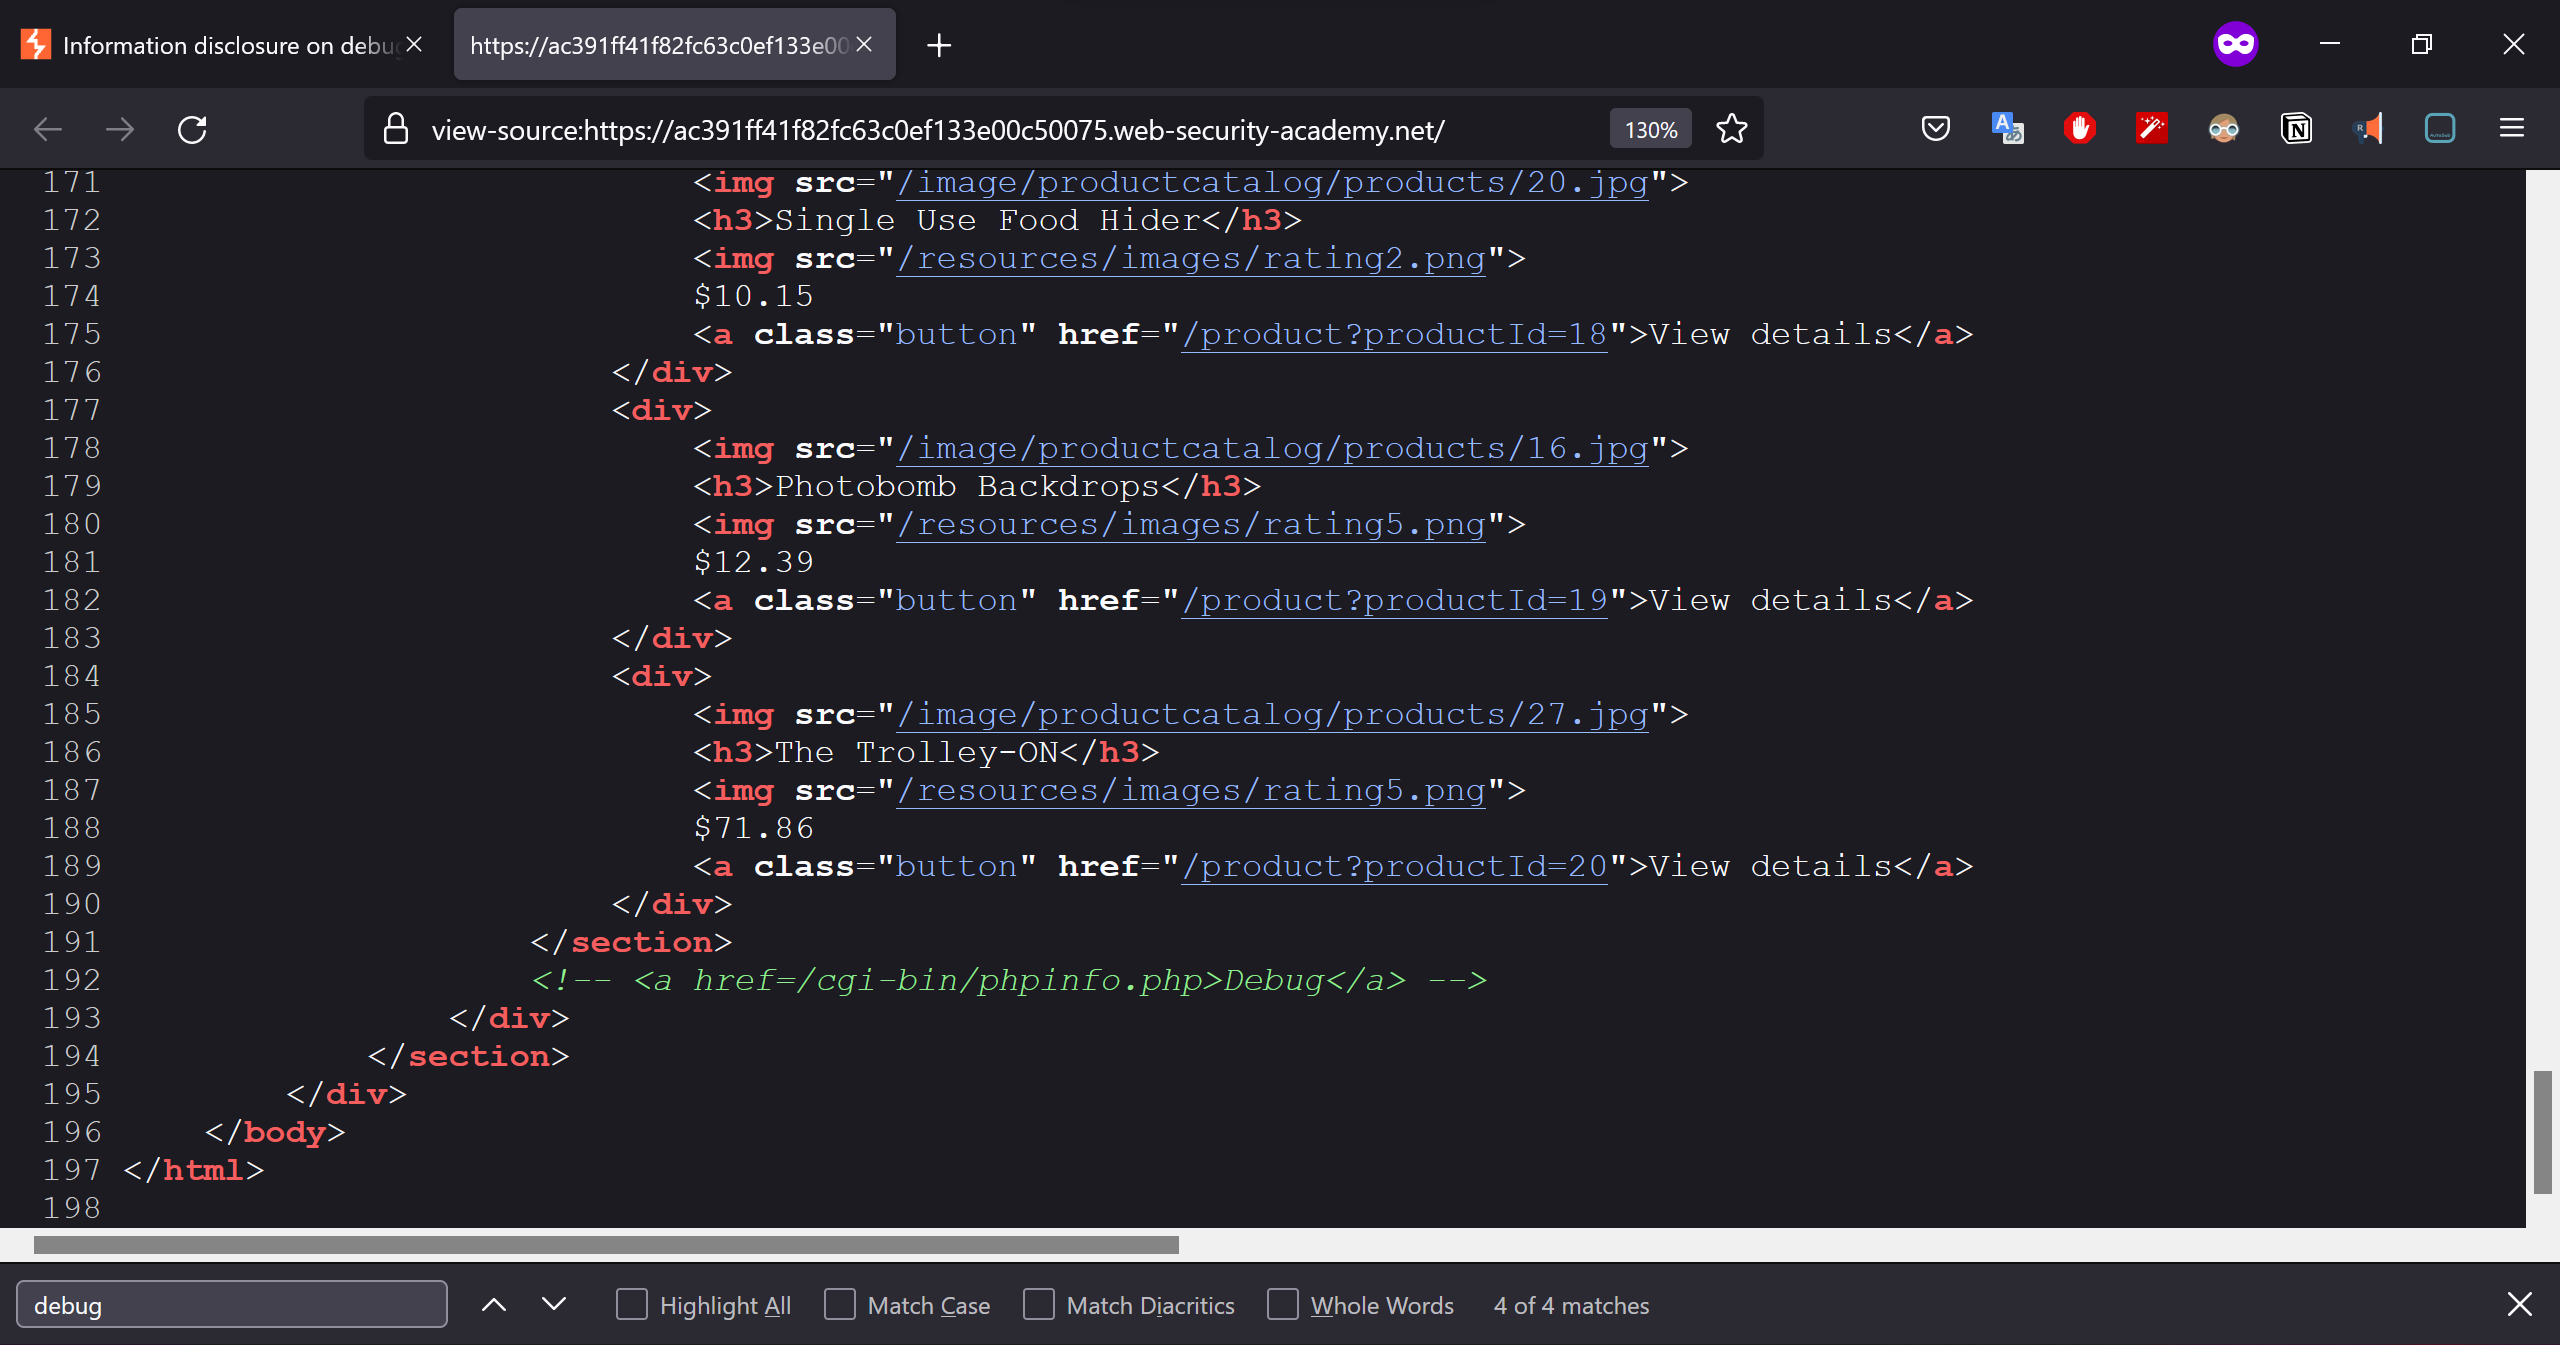 Information disclosure on debug
https://ac391ff41f82fc63c0ef133e00
view-source:https://ac391ff41f82fc63c0ef133e00c50075.web-security-academy.net/
130%
171 <img src="/image/productcatalog/products/20.jpg">
172 <h3>Single Use Food Hider</h3>
173 <img src="/resources/images/rating2.png">
174 $10.15
175 <a class="button" href="/product?productId=18">View details</a>
176 </div>
177 <div>
178 <img src="/image/productcatalog/products/16.jpg">
179 <h3>Photobomb Backdrops</h3>
180 <img src="/resources/images/rating5.png">
181 $12.39
182 <a class="button" href="/product?productId=19">View details</a>
183 </div>
184 <div>
185 <img src="/image/productcatalog/products/27.jpg">
186 <h3>The Trolley-ON</h3>
187 <img src="/resources/images/rating5.png">
188 $71.86
189 <a class="button" href="/product?productId=20">View details</a>
190 </div>
191 </section>
192 <!-- <a href=/cgi-bin/phpinfo.php>Debug</a> -->
193 </div>
194 </section>
195 </div>
196 </body>
197 </html>
198
debug Highlight All Match Case Match Diacritics Whole Words 4 of 4 matches